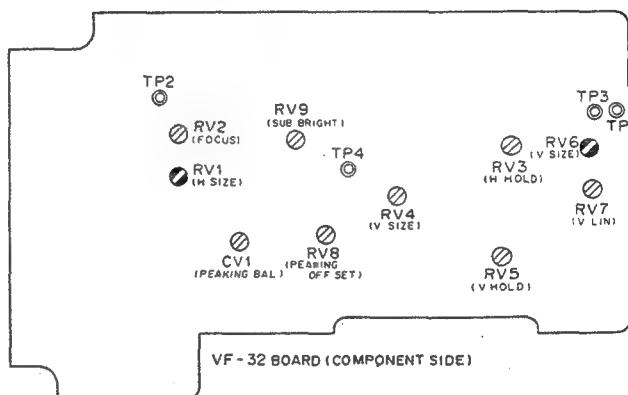 TP2
RV2
(FOCUS)
RV1
(H SIZE)
RV9
(SUB BRIGHT)
TP4
TP3
TP
RV6
(V SIZE)
RV3
(H HOLD)
RV7
(V LIN)
RV4
(V SIZE)
CV1
(PEAKING BAL)
RV8
(PEAKING
OFF SET)
RV5
(V HOLD)
VF-32 BOARD (COMPONENT SIDE)